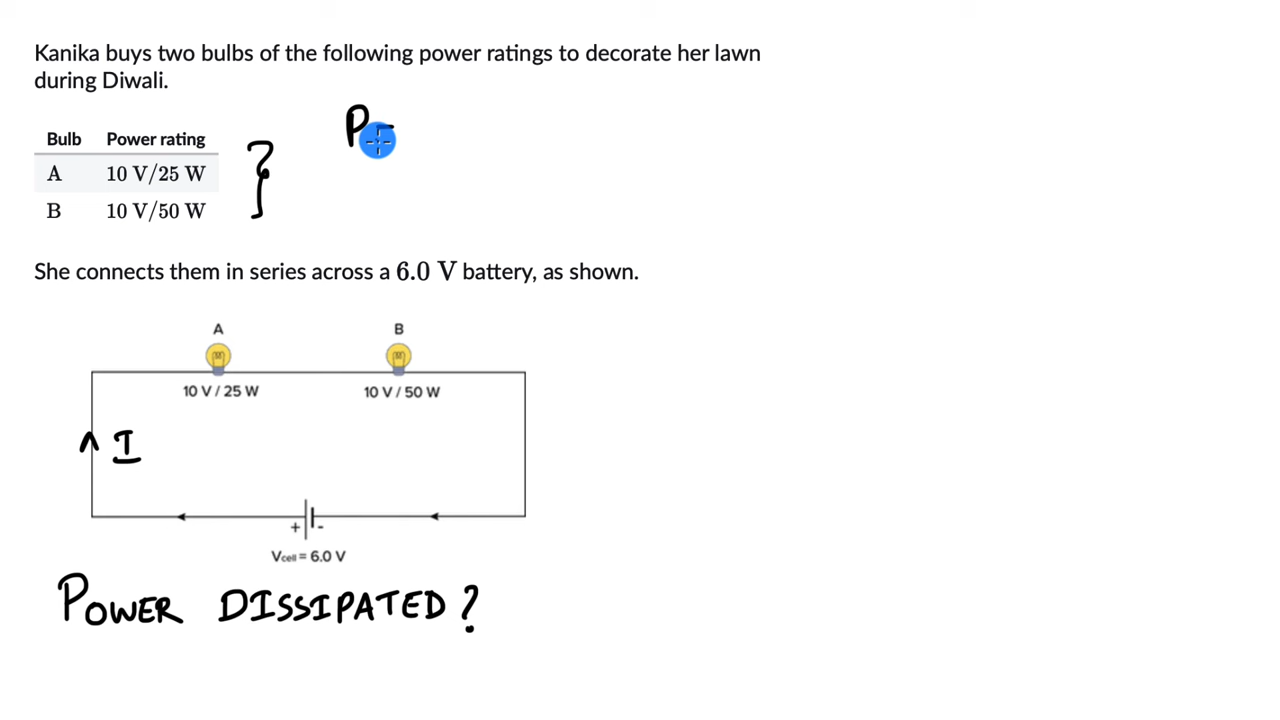 Kanika buys two bulbs of the following power ratings to decorate her lawn
during Diwali.
P =
Bulb Power rating
A 10 V/25 W
B 10 V/50 W
She connects them in series across a 6.0 V battery, as shown.
A B
10 V / 25 W 10 V / 50 W
I
+ -
Vcell = 6.0 V
POWER DISSIPATED?